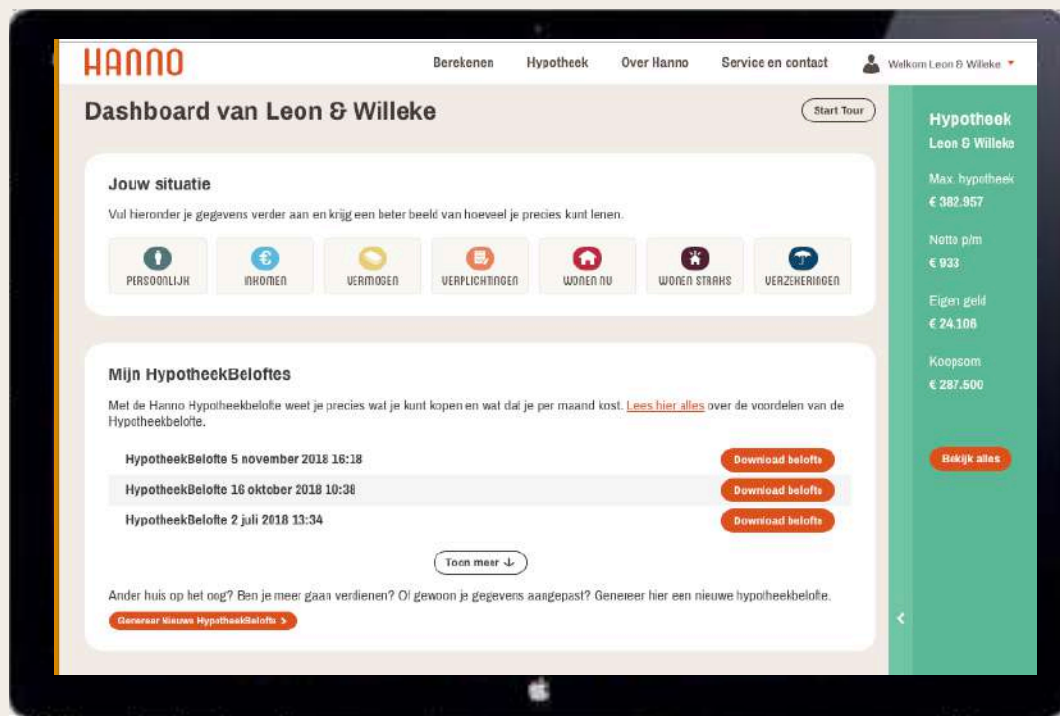 HANNO
Berekenen Hypotheek Over Hanno Service en contact Welkom Leon & Willeke
Dashboard van Leon & Willeke
Start Tour
Jouw situatie
Vul hieronder je gegevens verder aan en krijg een beter beeld van hoeveel je precies kunt lenen.
PERSOONLIJK INKOMEN VERMOGEN VERPLICHTINGEN WONEN NU WONEN STRAKS VERZEKERINGEN
Mijn HypotheekBeloftes
Met de Hanno Hypotheekbelofte weet je precies wat je kunt kopen en wat dat je per maand kost. Lees hier alles over de voordelen van de
Hypotheekbelofte.
HypotheekBelofte 5 november 2018 16:18 Download belofte
HypotheekBelofte 16 oktober 2018 10:38 Download belofte
HypotheekBelofte 2 juli 2018 13:34 Download belofte
Toon meer
Ander huis op het oog? Ben je meer gaan verdienen? Of gewoon je gegevens aangepast? Genereer hier een nieuwe hypotheekbelofte.
Genereer Nieuwe HypotheekBelofte
Hypotheek
Leon & Willeke
Max. hypotheek
€ 382.957
Netto p/m
€ 933
Eigen geld
€ 24.106
Koopsom
€ 287.500
Bekijk alles